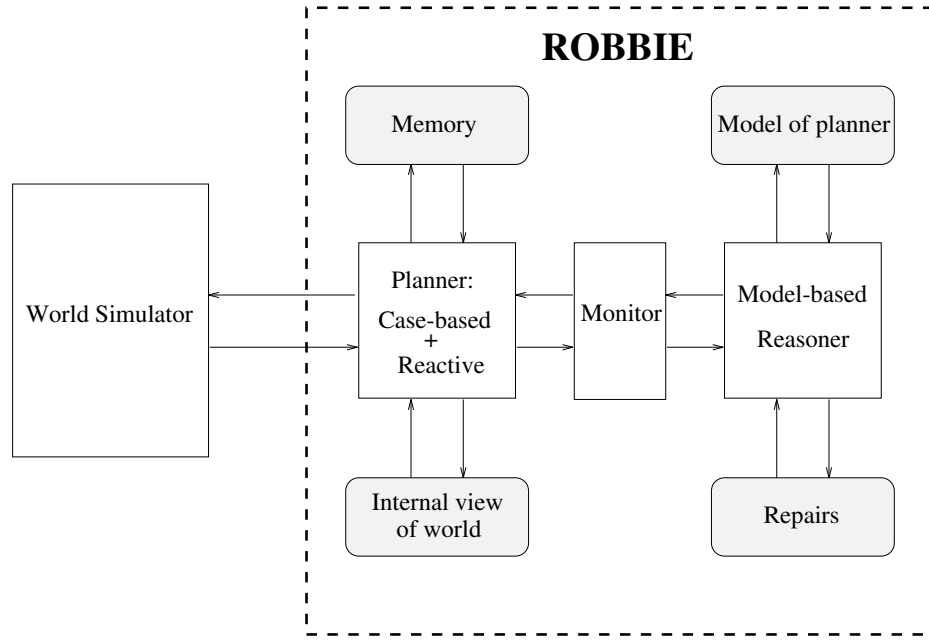 ROBBIE
Memory
Model of planner
World Simulator
Planner:
Case-based
+
Reactive
Monitor
Model-based
Reasoner
Internal view
of world
Repairs